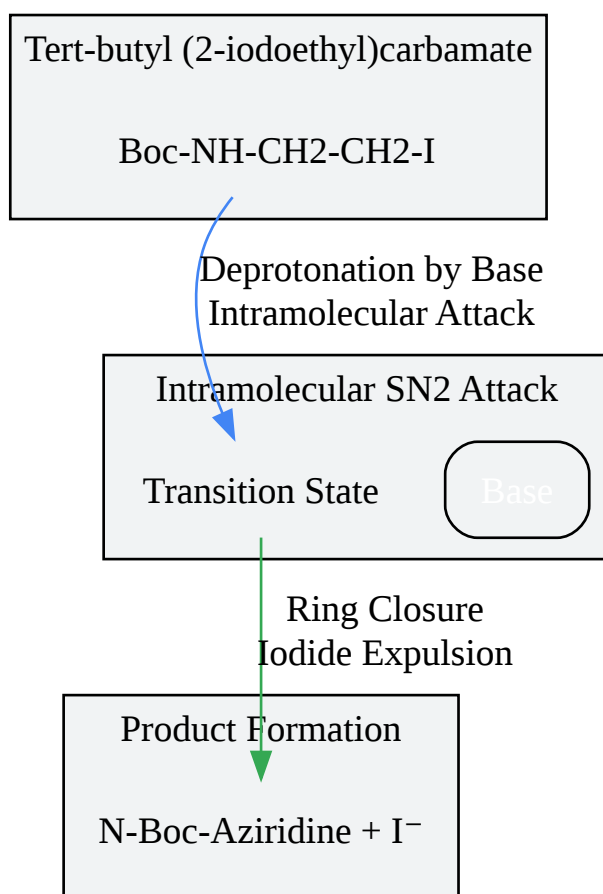 Tert-butyl (2-iodoethyl)carbamate
Boc-NH-CH2-CH2-I
Deprotonation by Base
Intramolecular Attack
Intramolecular SN2 Attack
Transition State
Base
Ring Closure
Iodide Expulsion
Product Formation
N-Boc-Aziridine + I⁻